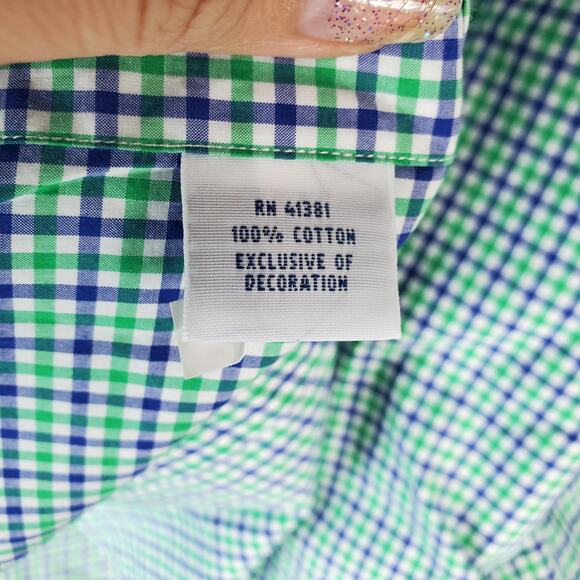 RN 41381
100% COTTON
EXCLUSIVE OF
DECORATION